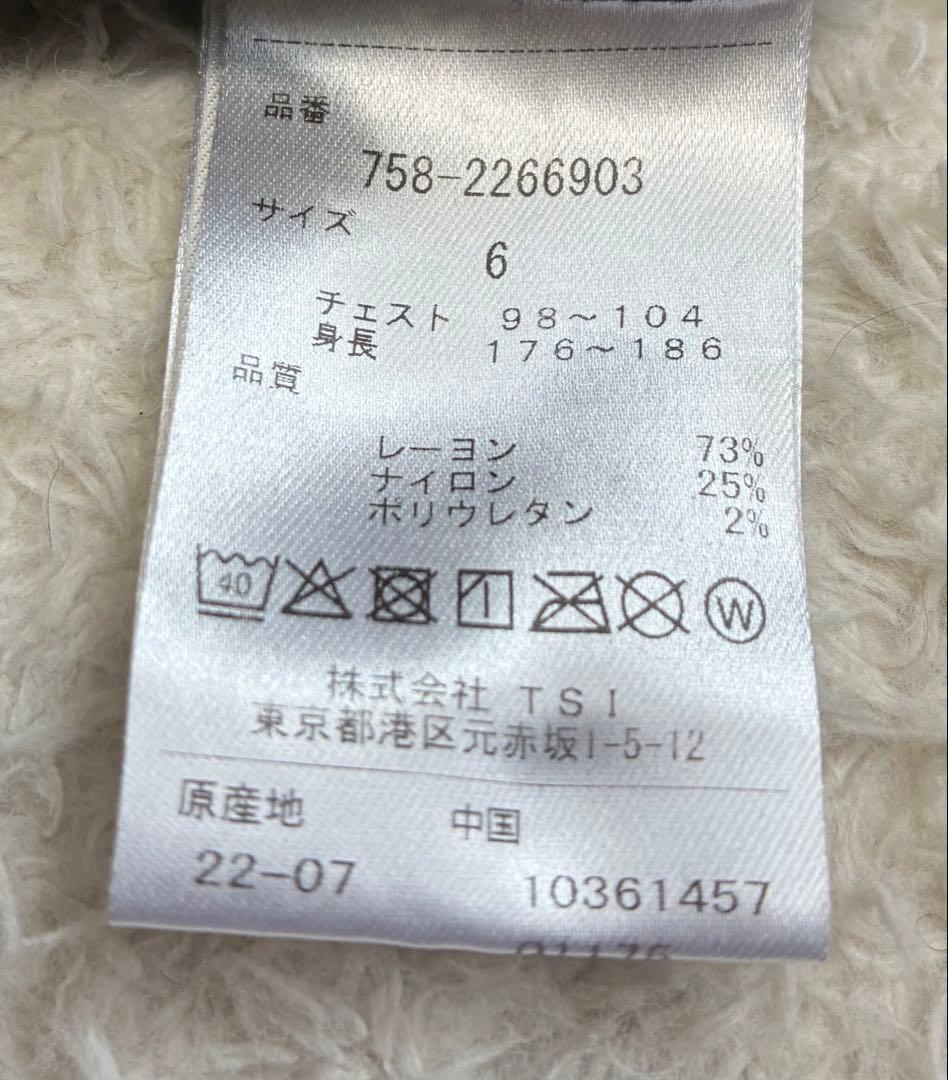 品番
758-2266903
サイズ
6
チェスト 98~104
身長 176~186
品質
レーヨン 73%
ナイロン 25%
ポリウレタン 2%
40 W
株式会社 TSI
東京都港区元赤坂1-5-12
原産地 中国
22-07 10361457